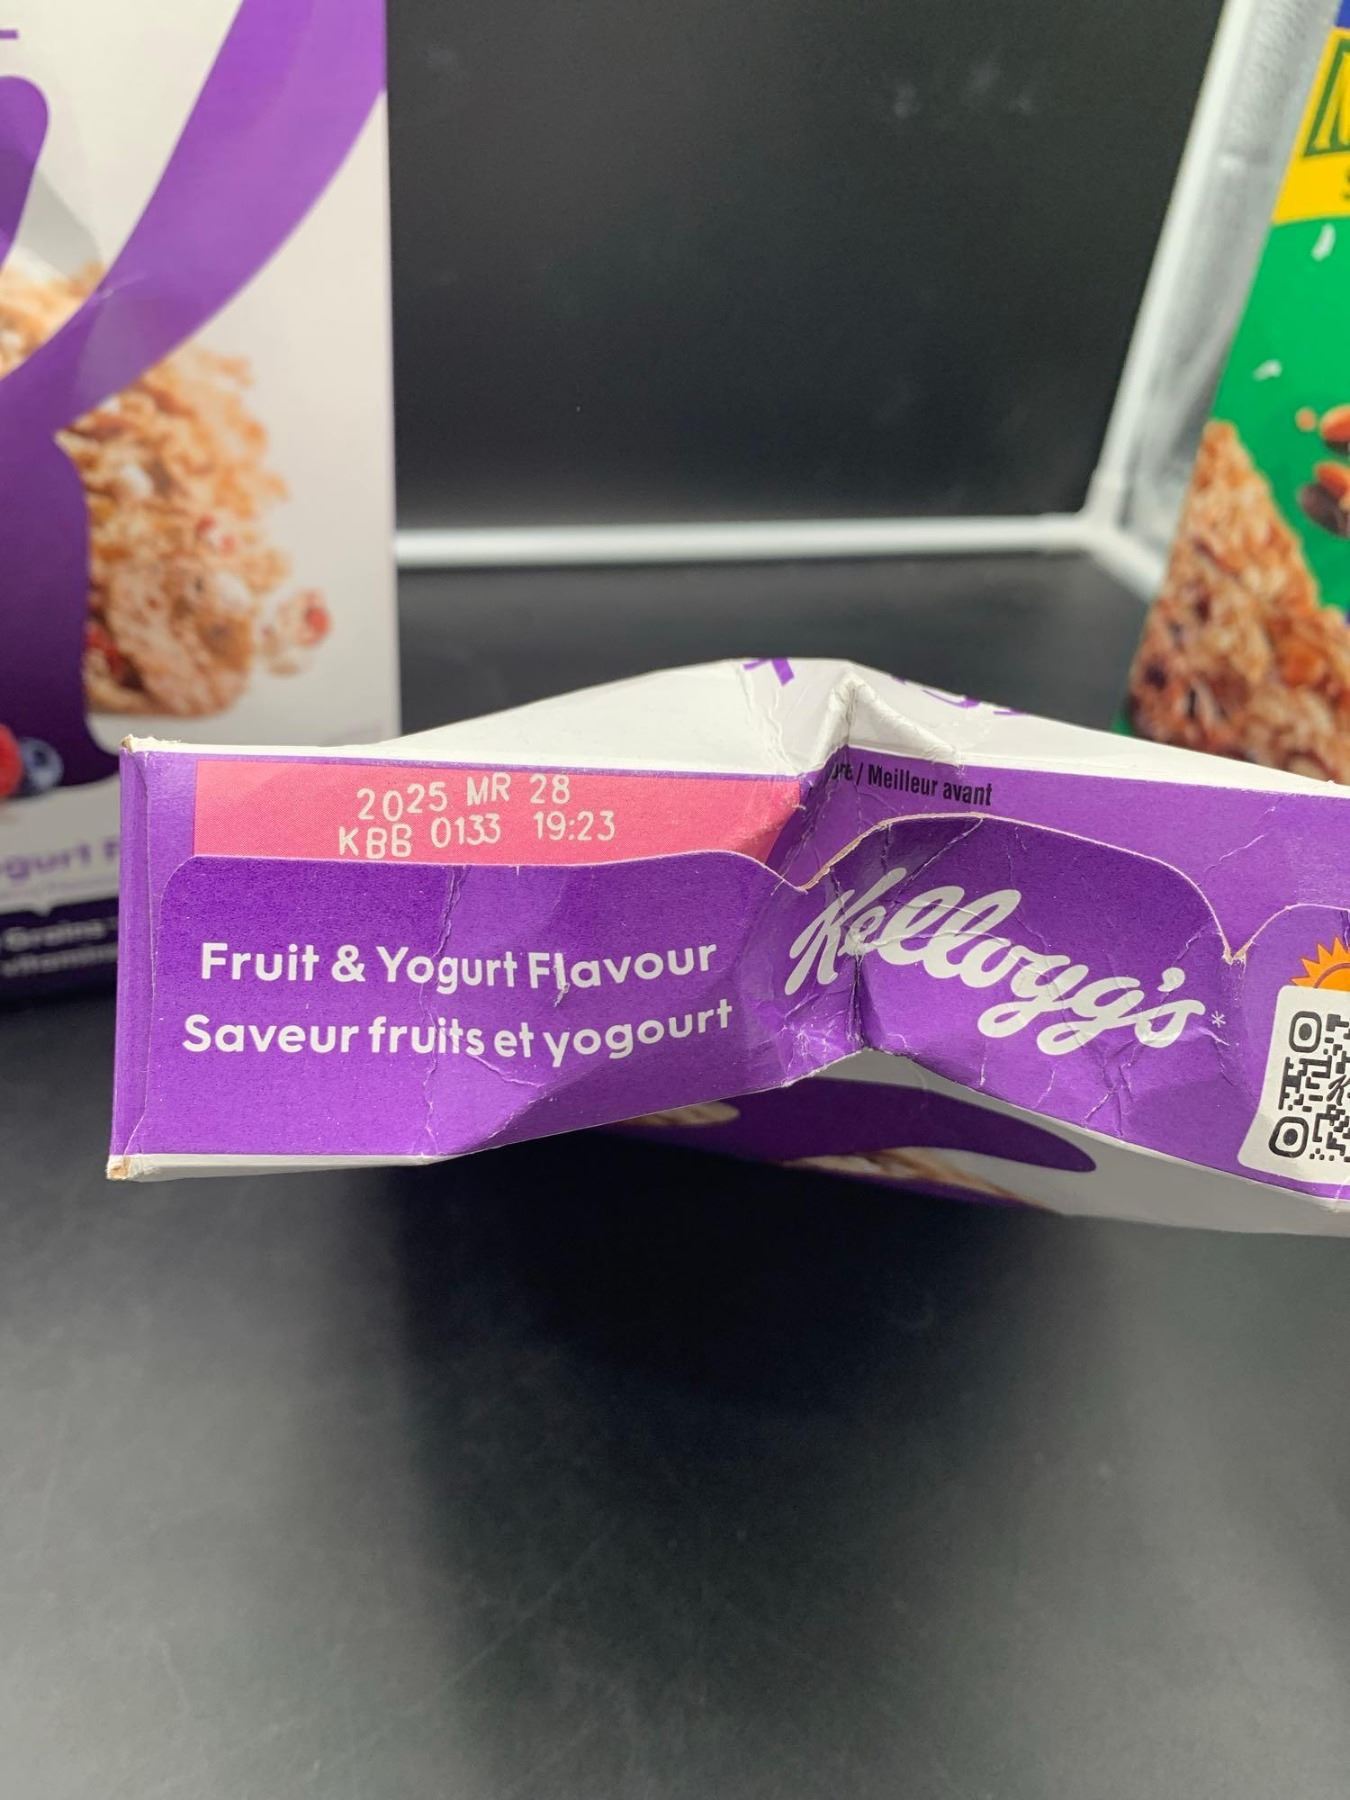 2025 MR 28
KBB 0133 19:23
/ Meilleur avant
Fruit & Yogurt Flavour
Saveur fruits et yogourt
Kellogg's*